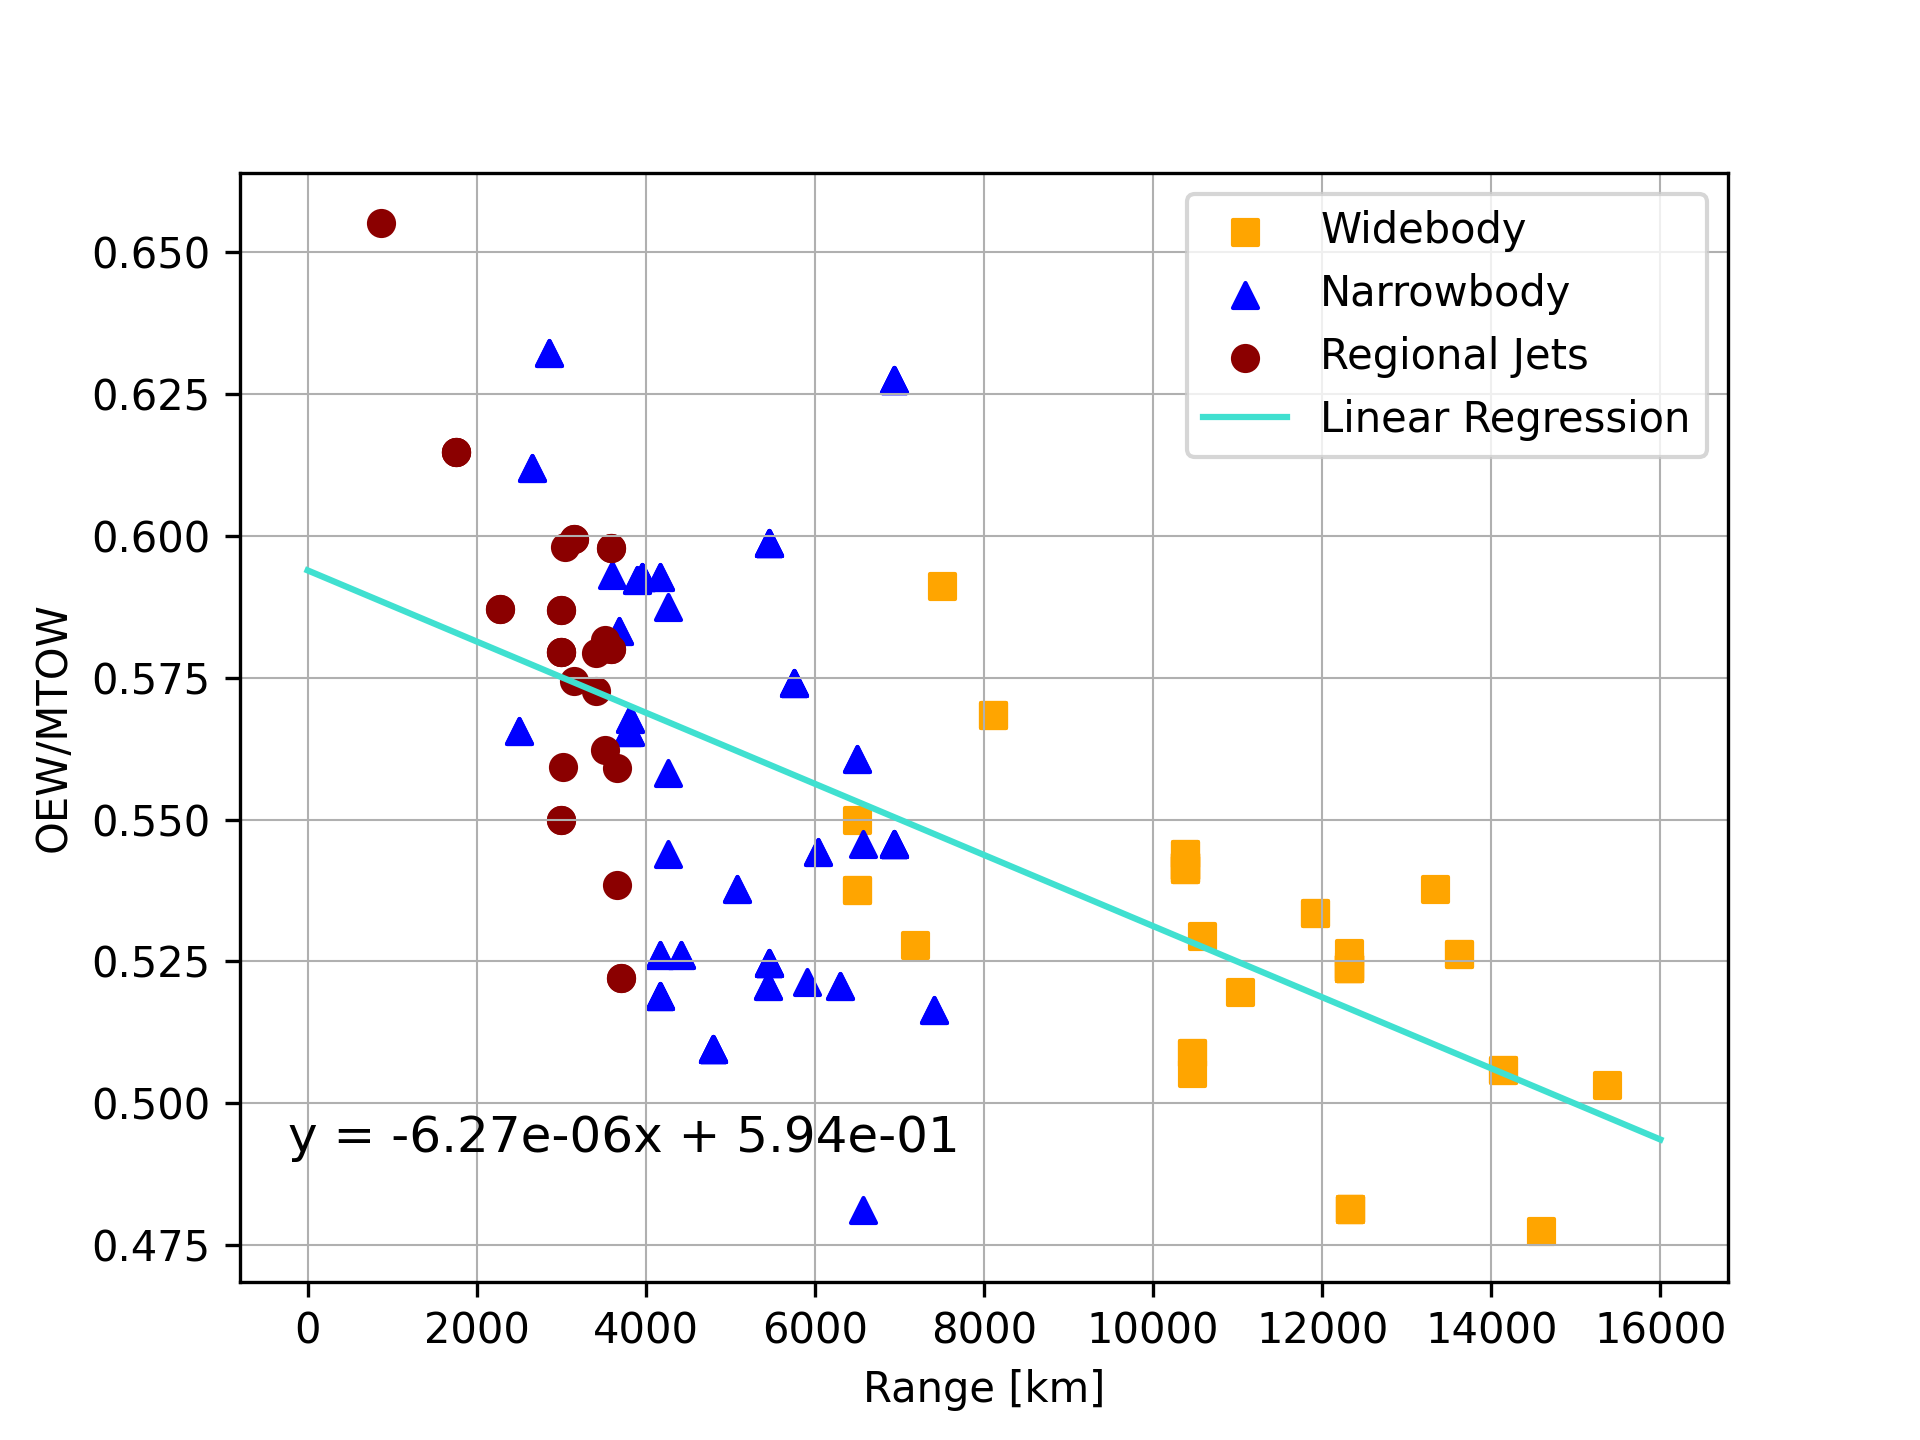 Widebody
Narrowbody
Regional Jets
Linear Regression
0.650
0.625
0.600
0.575
0.550
0.525
0.500
0.475
OEW/MTOW
y = -6.27e-06x + 5.94e-01
0 2000 4000 6000 8000 10000 12000 14000 16000
Range [km]